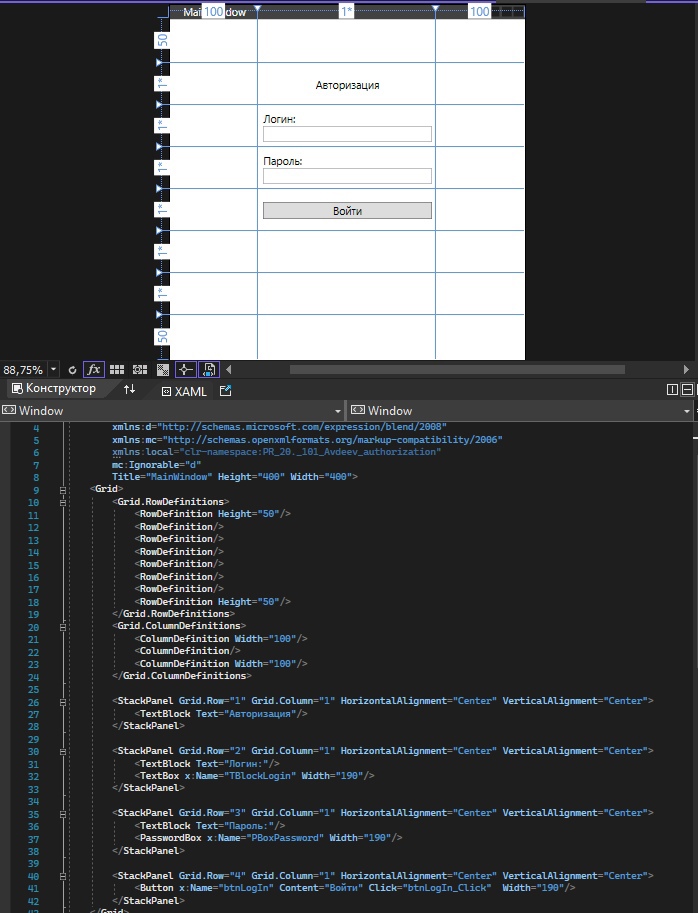 MainWindow
100
1*
100
50
1*
1*
1*
1*
1*
1*
50
Авторизация
Логин:
Пароль:
Войти
88,75%
fx
Конструктор
XAML
Window
Window
4 xmlns:d="http://schemas.microsoft.com/expression/blend/2008"
5 xmlns:mc="http://schemas.openxmlformats.org/markup-compatibility/2006"
6 xmlns:local="clr-namespace:PR_20._101_Avdeev_authorization"
7 mc:Ignorable="d"
8 Title="MainWindow" Height="400" Width="400">
9 <Grid>
10 <Grid.RowDefinitions>
11 <RowDefinition Height="50"/>
12 <RowDefinition/>
13 <RowDefinition/>
14 <RowDefinition/>
15 <RowDefinition/>
16 <RowDefinition/>
17 <RowDefinition/>
18 <RowDefinition Height="50"/>
19 </Grid.RowDefinitions>
20 <Grid.ColumnDefinitions>
21 <ColumnDefinition Width="100"/>
22 <ColumnDefinition/>
23 <ColumnDefinition Width="100"/>
24 </Grid.ColumnDefinitions>
25
26 <StackPanel Grid.Row="1" Grid.Column="1" HorizontalAlignment="Center" VerticalAlignment="Center">
27 <TextBlock Text="Авторизация"/>
28 </StackPanel>
29
30 <StackPanel Grid.Row="2" Grid.Column="1" HorizontalAlignment="Center" VerticalAlignment="Center">
31 <TextBlock Text="Логин:"/>
32 <TextBox x:Name="TBlockLogin" Width="190"/>
33 </StackPanel>
34
35 <StackPanel Grid.Row="3" Grid.Column="1" HorizontalAlignment="Center" VerticalAlignment="Center">
36 <TextBlock Text="Пароль:"/>
37 <PasswordBox x:Name="PBoxPassword" Width="190"/>
38 </StackPanel>
39
40 <StackPanel Grid.Row="4" Grid.Column="1" HorizontalAlignment="Center" VerticalAlignment="Center">
41 <Button x:Name="btnLogIn" Content="Войти" Click="btnLogIn_Click" Width="190"/>
42 </StackPanel>
</Grid>